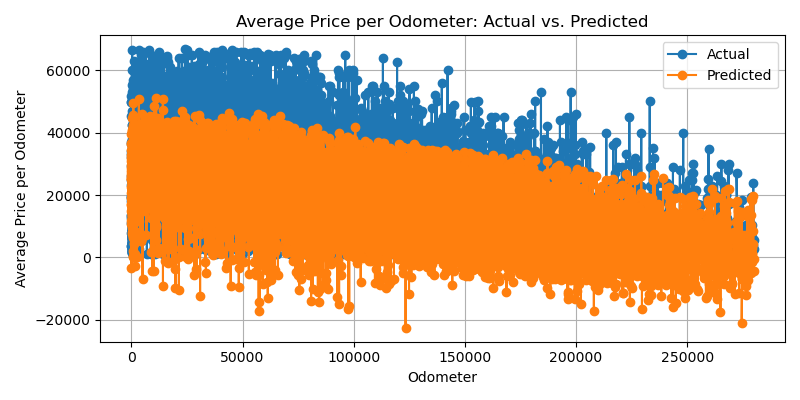 Average Price per Odometer: Actual vs. Predicted
Actual
Predicted
60000
40000
20000
0
−20000
Average Price per Odometer
0
50000
100000
150000
200000
250000
Odometer